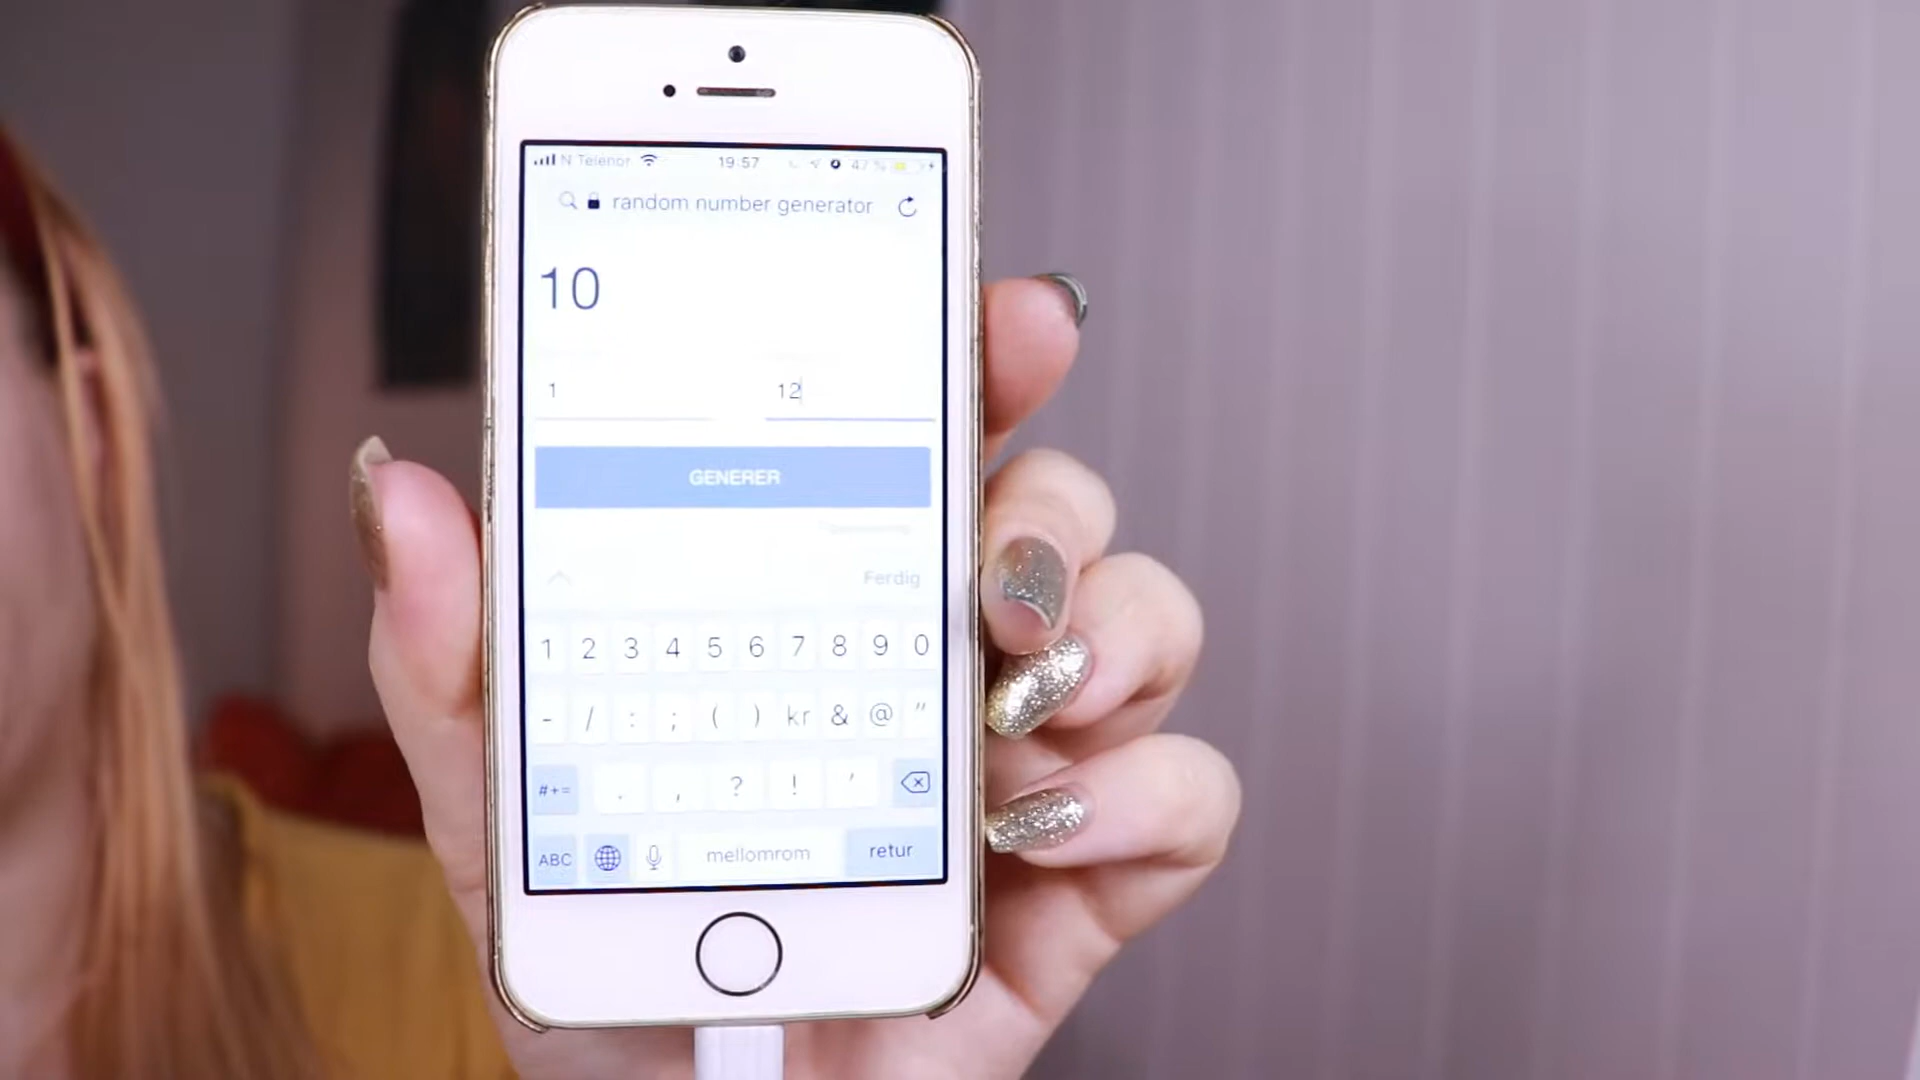 N Telenor 19:57 47 %
random number generator
10
1 12
GENERER
Ferdig
1 2 3 4 5 6 7 8 9 0
- / : ; ( ) kr & @ "
#+= . , ? ! '
ABC mellomrom retur